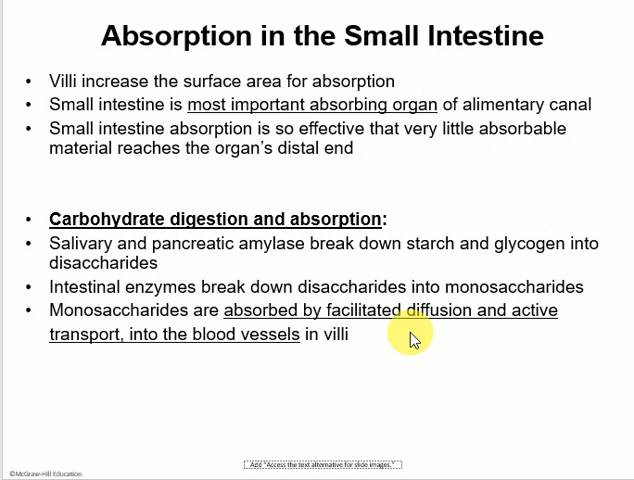 Absorption in the Small Intestine
• Villi increase the surface area for absorption
• Small intestine is most important absorbing organ of alimentary canal
• Small intestine absorption is so effective that very little absorbable
material reaches the organ's distal end
• Carbohydrate digestion and absorption:
• Salivary and pancreatic amylase break down starch and glycogen into
disaccharides
• Intestinal enzymes break down disaccharides into monosaccharides
• Monosaccharides are absorbed by facilitated diffusion and active
transport, into the blood vessels in villi
Add "Access the text alternative for slide images."
©McGraw-Hill Education